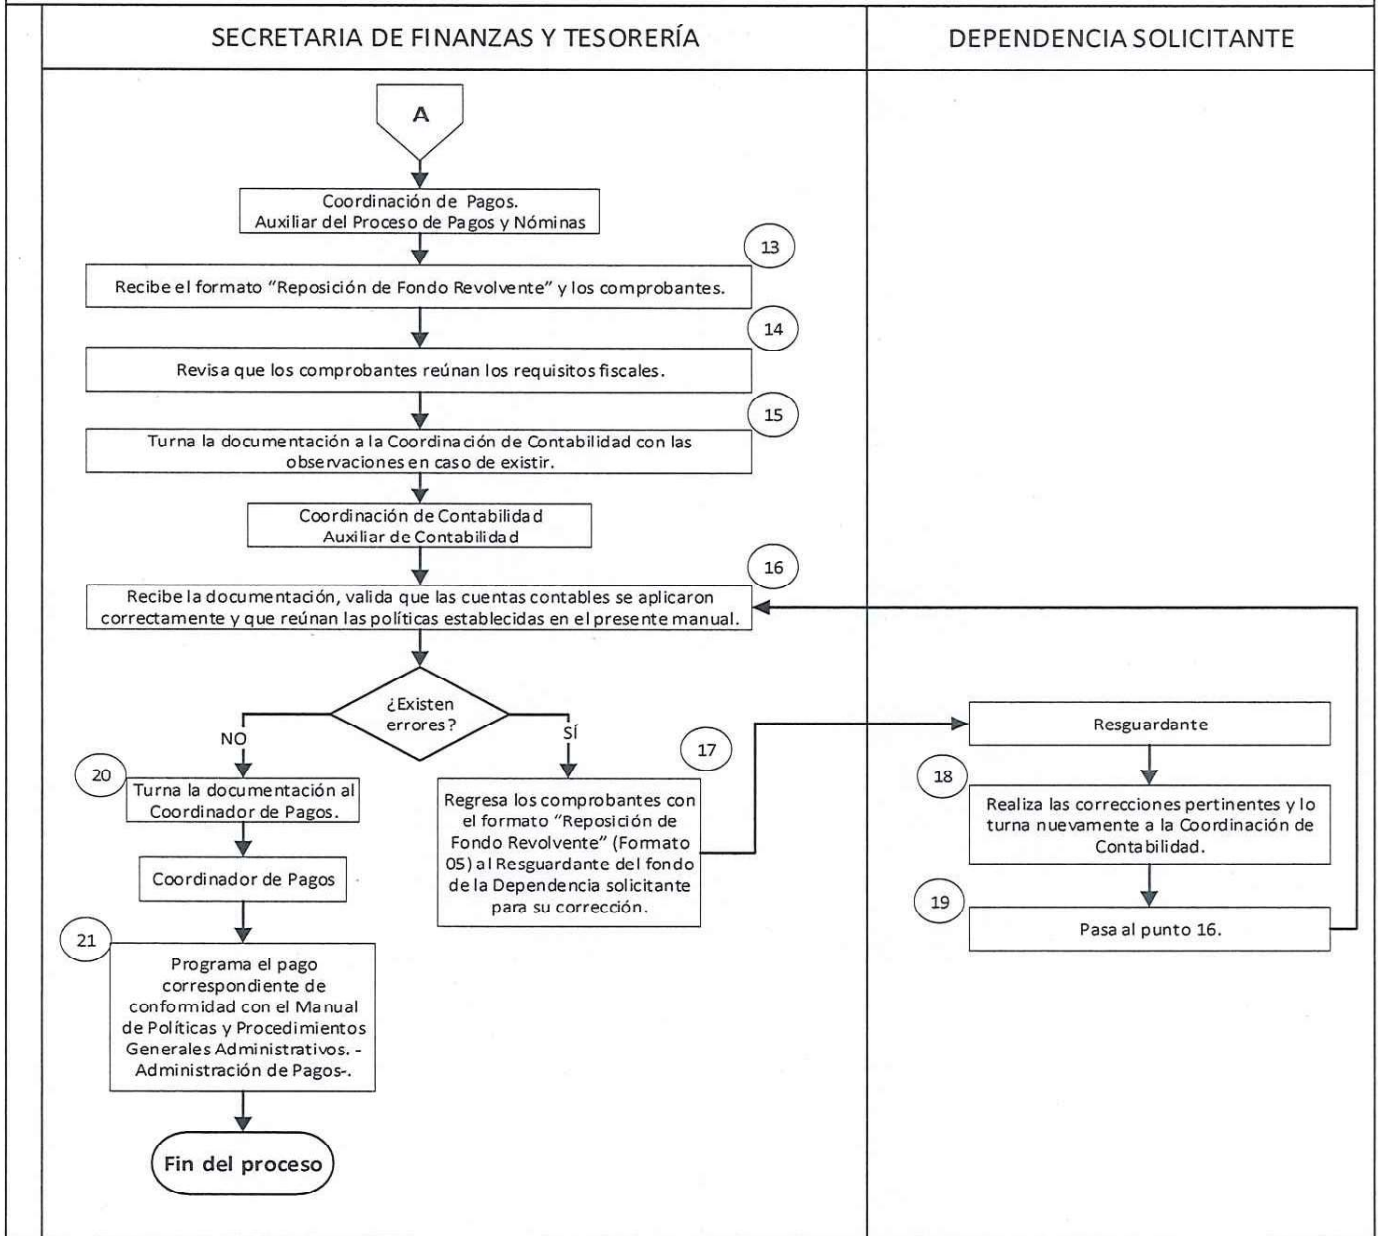 SECRETARIA DE FINANZAS Y TESORERÍA
DEPENDENCIA SOLICITANTE
A
Coordinación de Pagos.
Auxiliar del Proceso de Pagos y Nóminas
13
Recibe el formato “Reposición de Fondo Revolvente” y los comprobantes.
14
Revisa que los comprobantes reúnan los requisitos fiscales.
15
Turna la documentación a la Coordinación de Contabilidad con las
observaciones en caso de existir.
Coordinación de Contabilidad
Auxiliar de Contabilidad
16
Recibe la documentación, valida que las cuentas contables se aplicaron
correctamente y que reúnan las políticas establecidas en el presente manual.
¿Existen
errores?
NO
SÍ
20
Turna la documentación al
Coordinador de Pagos.
Coordinador de Pagos
21
Programa el pago
correspondiente de
conformidad con el Manual
de Políticas y Procedimientos
Generales Administrativos. -
Administración de Pagos-.
Fin del proceso
17
Regresa los comprobantes con
el formato “Reposición de
Fondo Revolvente” (Formato
05) al Resguardante del fondo
de la Dependencia solicitante
para su corrección.
Resguardante
18
Realiza las correcciones pertinentes y lo
turna nuevamente a la Coordinación de
Contabilidad.
19
Pasa al punto 16.